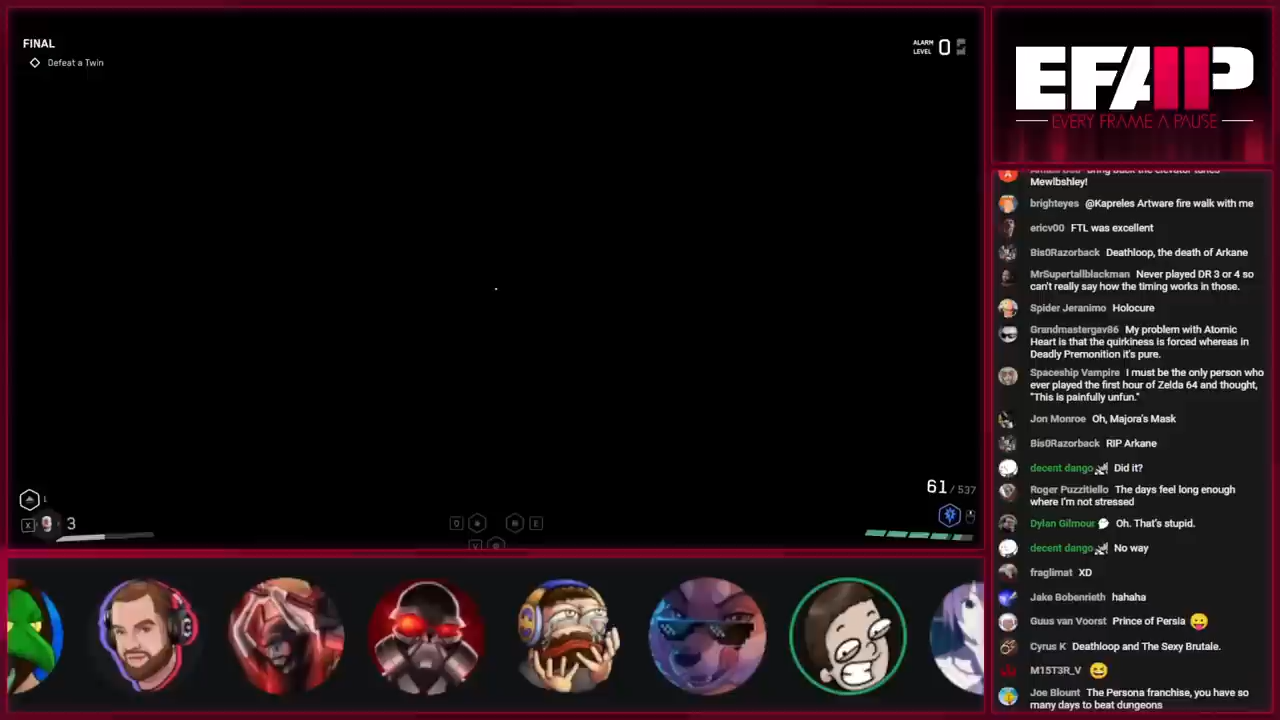 FINAL
Defeat a Twin
ALARM
LEVEL 0
EFAP
EVERY FRAME A PAUSE
Mewlbshley!
brighteyes @Kapreles Artware fire walk with me
ericv00 FTL was excellent
Bis0Razorback Deathloop, the death of Arkane
MrSupertallblackman Never played DR 3 or 4 so
can't really say how the timing works in those.
Spider Jeranimo Holocure
Grandmastergav86 My problem with Atomic
Heart is that the quirkiness is forced whereas in
Deadly Premonition it's pure.
Spaceship Vampire I must be the only person who
ever played the first hour of Zelda 64 and thought,
"This is painfully unfun."
Jon Monroe Oh, Majora's Mask
Bis0Razorback RIP Arkane
decent dango Did it?
Roger Puzzitiello The days feel long enough
where I'm not stressed
Dylan Gilmour Oh. That's stupid.
decent dango No way
fraglimat XD
Jake Bobenrieth hahaha
Guus van Voorst Prince of Persia 😛
Cyrus K Deathloop and The Sexy Brutale.
M15T3R_V 😆
Joe Blount The Persona franchise, you have so
many days to beat dungeons
61 / 537
1
X 3
Q E
V